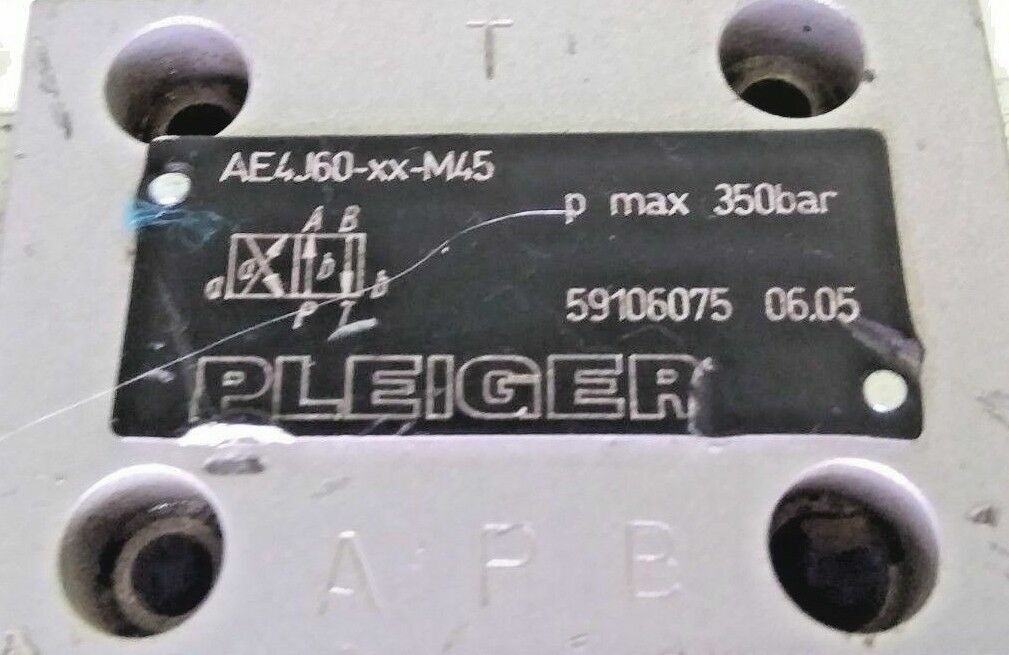 T
AE4J60-xx-M45
p max 350bar
A B
a a b b
P T
59106075 06.05
PLEIGER
A P B